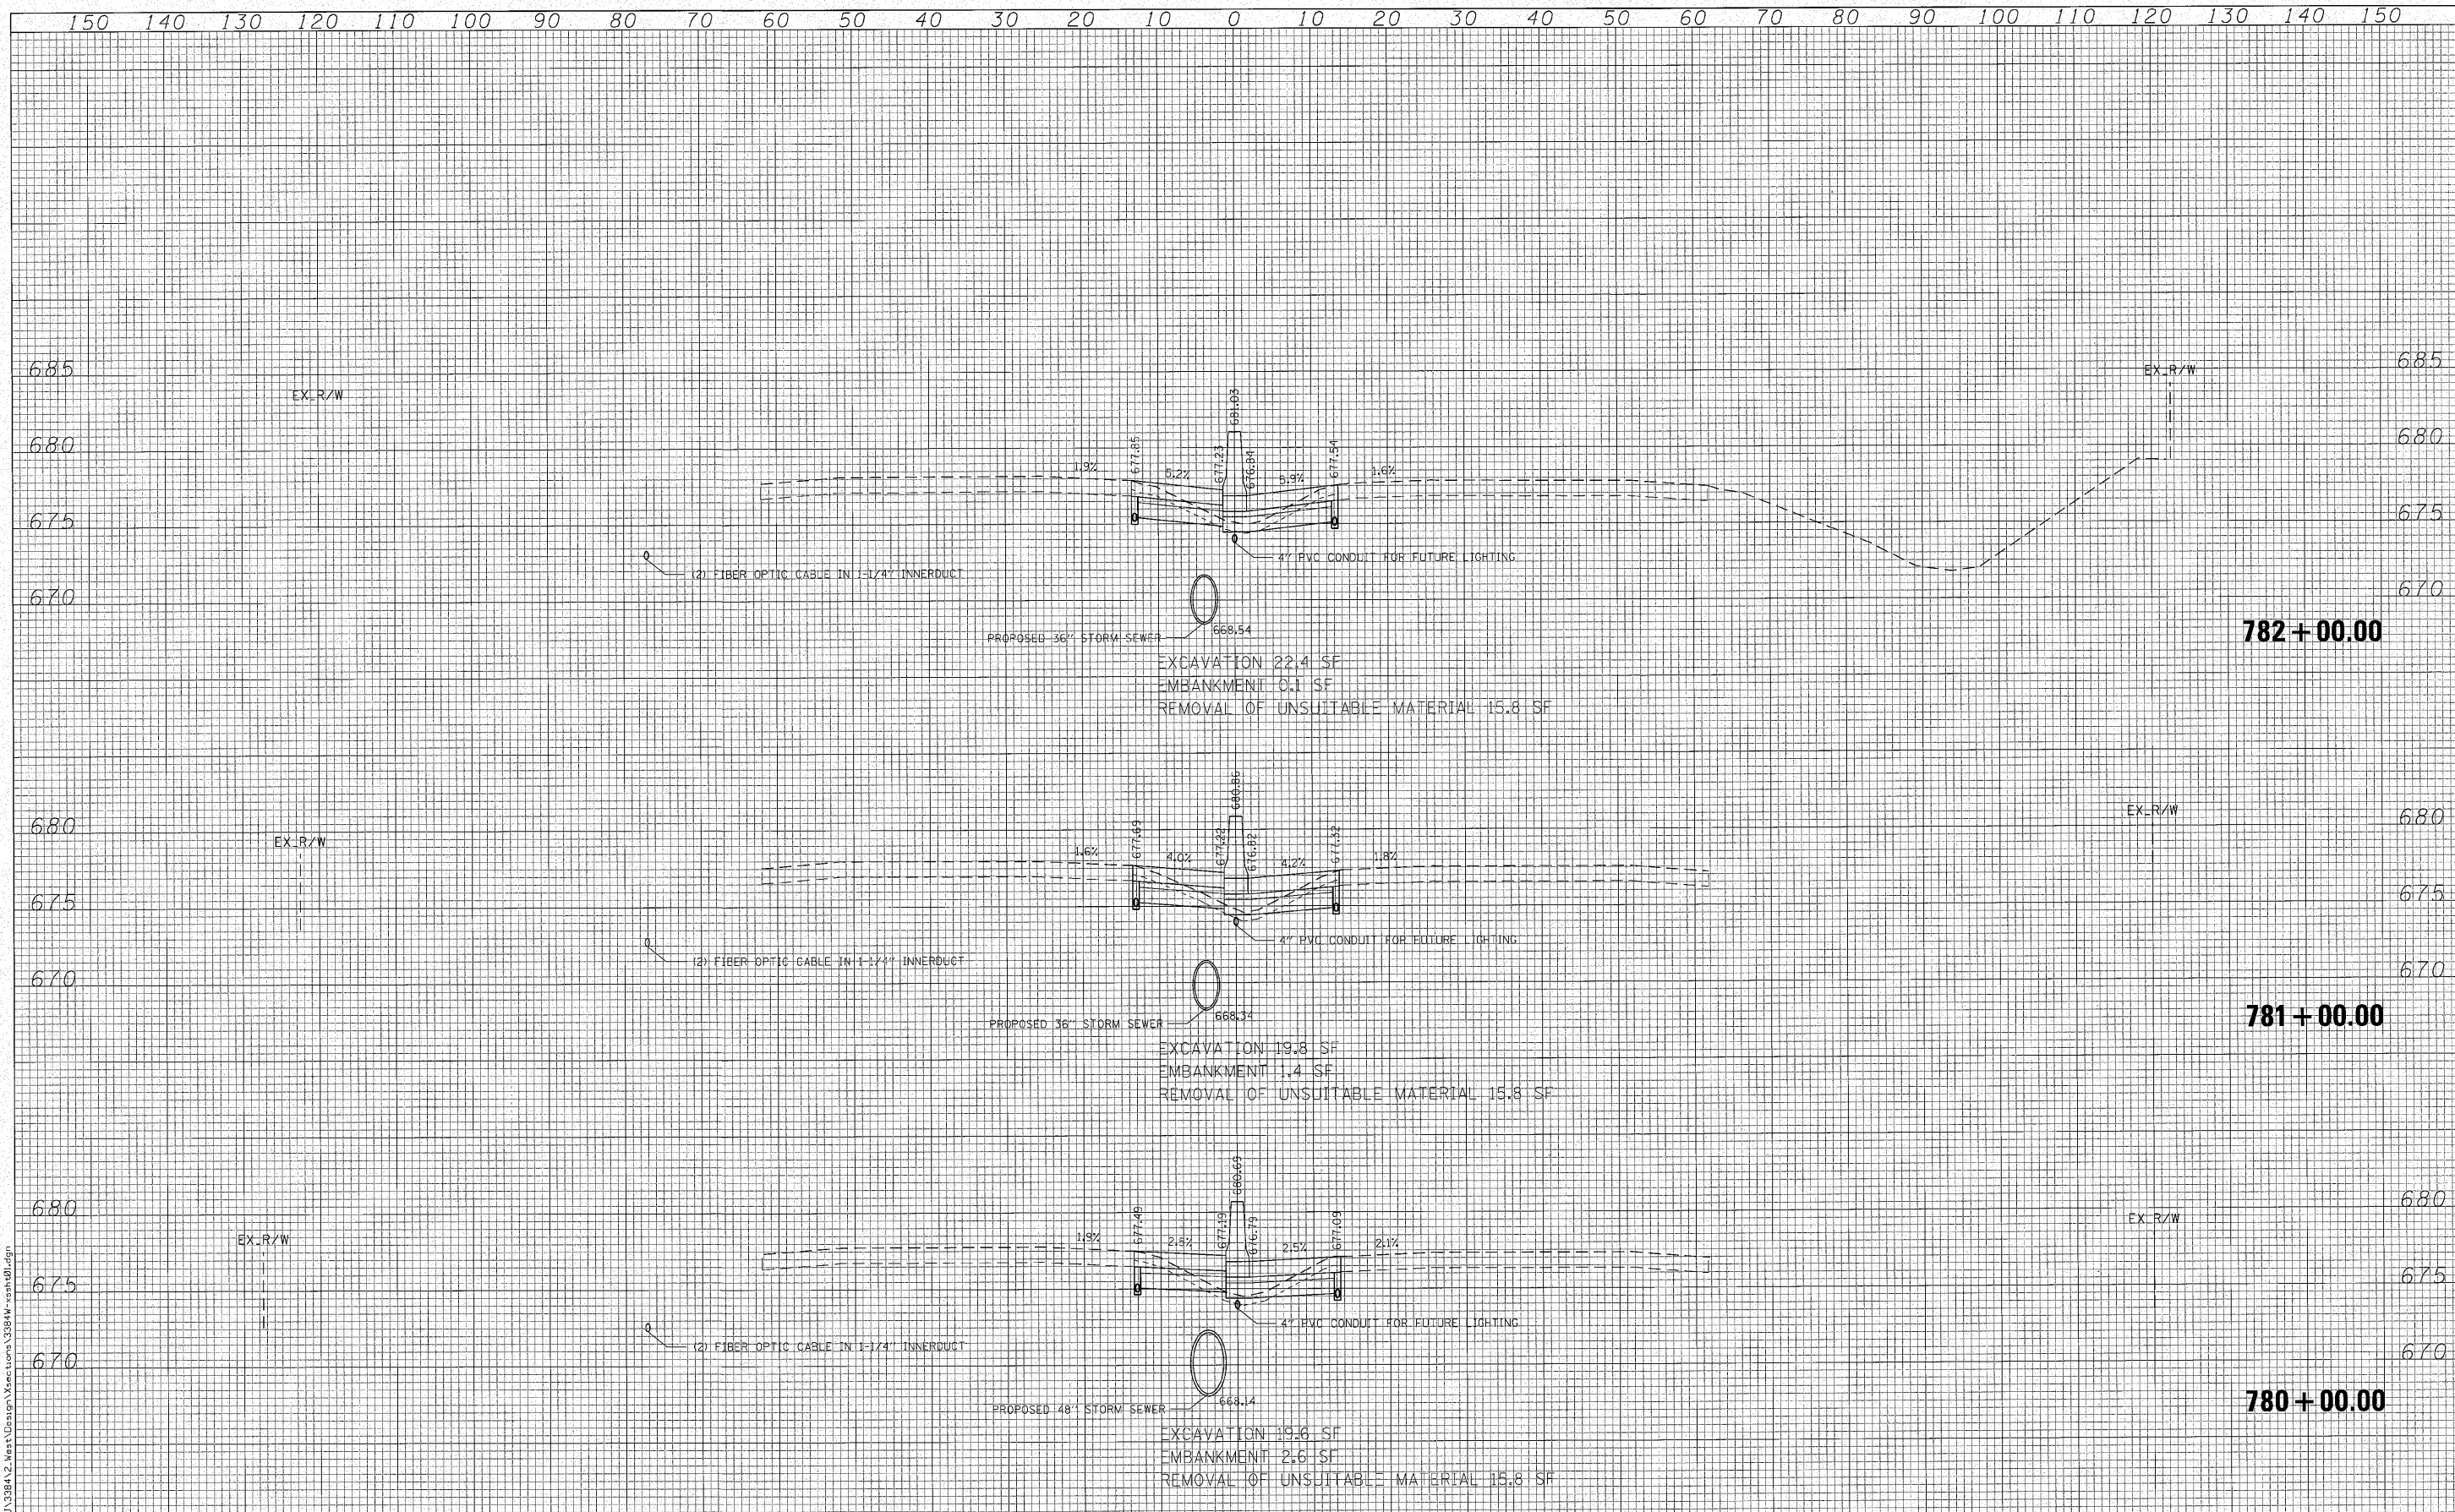 150 140 130 120 110 100 90 80 70 60 50 40 30 20 10 0 10 20 30 40 50 60 70 80 90 100 110 120 130 140 150
685 685
EX_R/W
EX_R/W
681.03
680 680
677.85 677.23 676.84 677.54
1.9% 5.2% 5.9% 1.6%
675 675
4" PVC CONDUIT FOR FUTURE LIGHTING
(2) FIBER OPTIC CABLE IN 1-1/4" INNERDUCT
670 670
668.54
PROPOSED 36" STORM SEWER
782+00.00
EXCAVATION 22.4 SF
EMBANKMENT 0.1 SF
REMOVAL OF UNSUITABLE MATERIAL 15.8 SF
680.86
EX_R/W
680 680
EX_R/W
677.69 677.22 676.82 677.32
1.6% 4.0% 4.2% 1.8%
675 675
4" PVC CONDUIT FOR FUTURE LIGHTING
(2) FIBER OPTIC CABLE IN 1-1/4" INNERDUCT
670 670
668.34
PROPOSED 36" STORM SEWER
781+00.00
EXCAVATION 19.8 SF
EMBANKMENT 1.4 SF
REMOVAL OF UNSUITABLE MATERIAL 15.8 SF
680.69
680 680
EX_R/W
677.49 677.19 676.79 677.09
EX_R/W
1.9% 2.5% 2.5% 2.1%
675 675
4" PVC CONDUIT FOR FUTURE LIGHTING
(2) FIBER OPTIC CABLE IN 1-1/4" INNERDUCT
670 670
668.14
PROPOSED 48" STORM SEWER
780+00.00
EXCAVATION 19.6 SF
EMBANKMENT 2.6 SF
REMOVAL OF UNSUITABLE MATERIAL 15.8 SF
\3384\2_West\Design\Xsections\3384W-xssht01.dgn